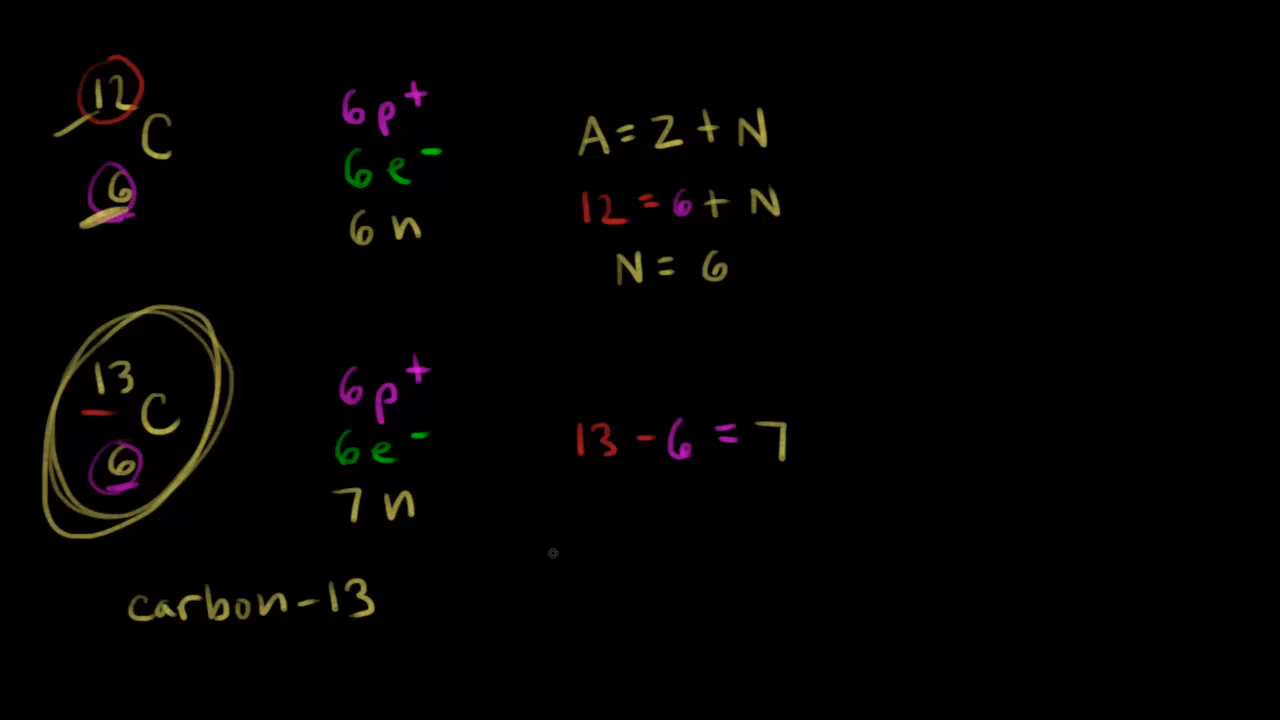 12
C
6
6p+
6e-
6n
A=Z+N
12=6+N
N=6
13
C
6
6p+
6e-
7n
13-6=7
carbon-13